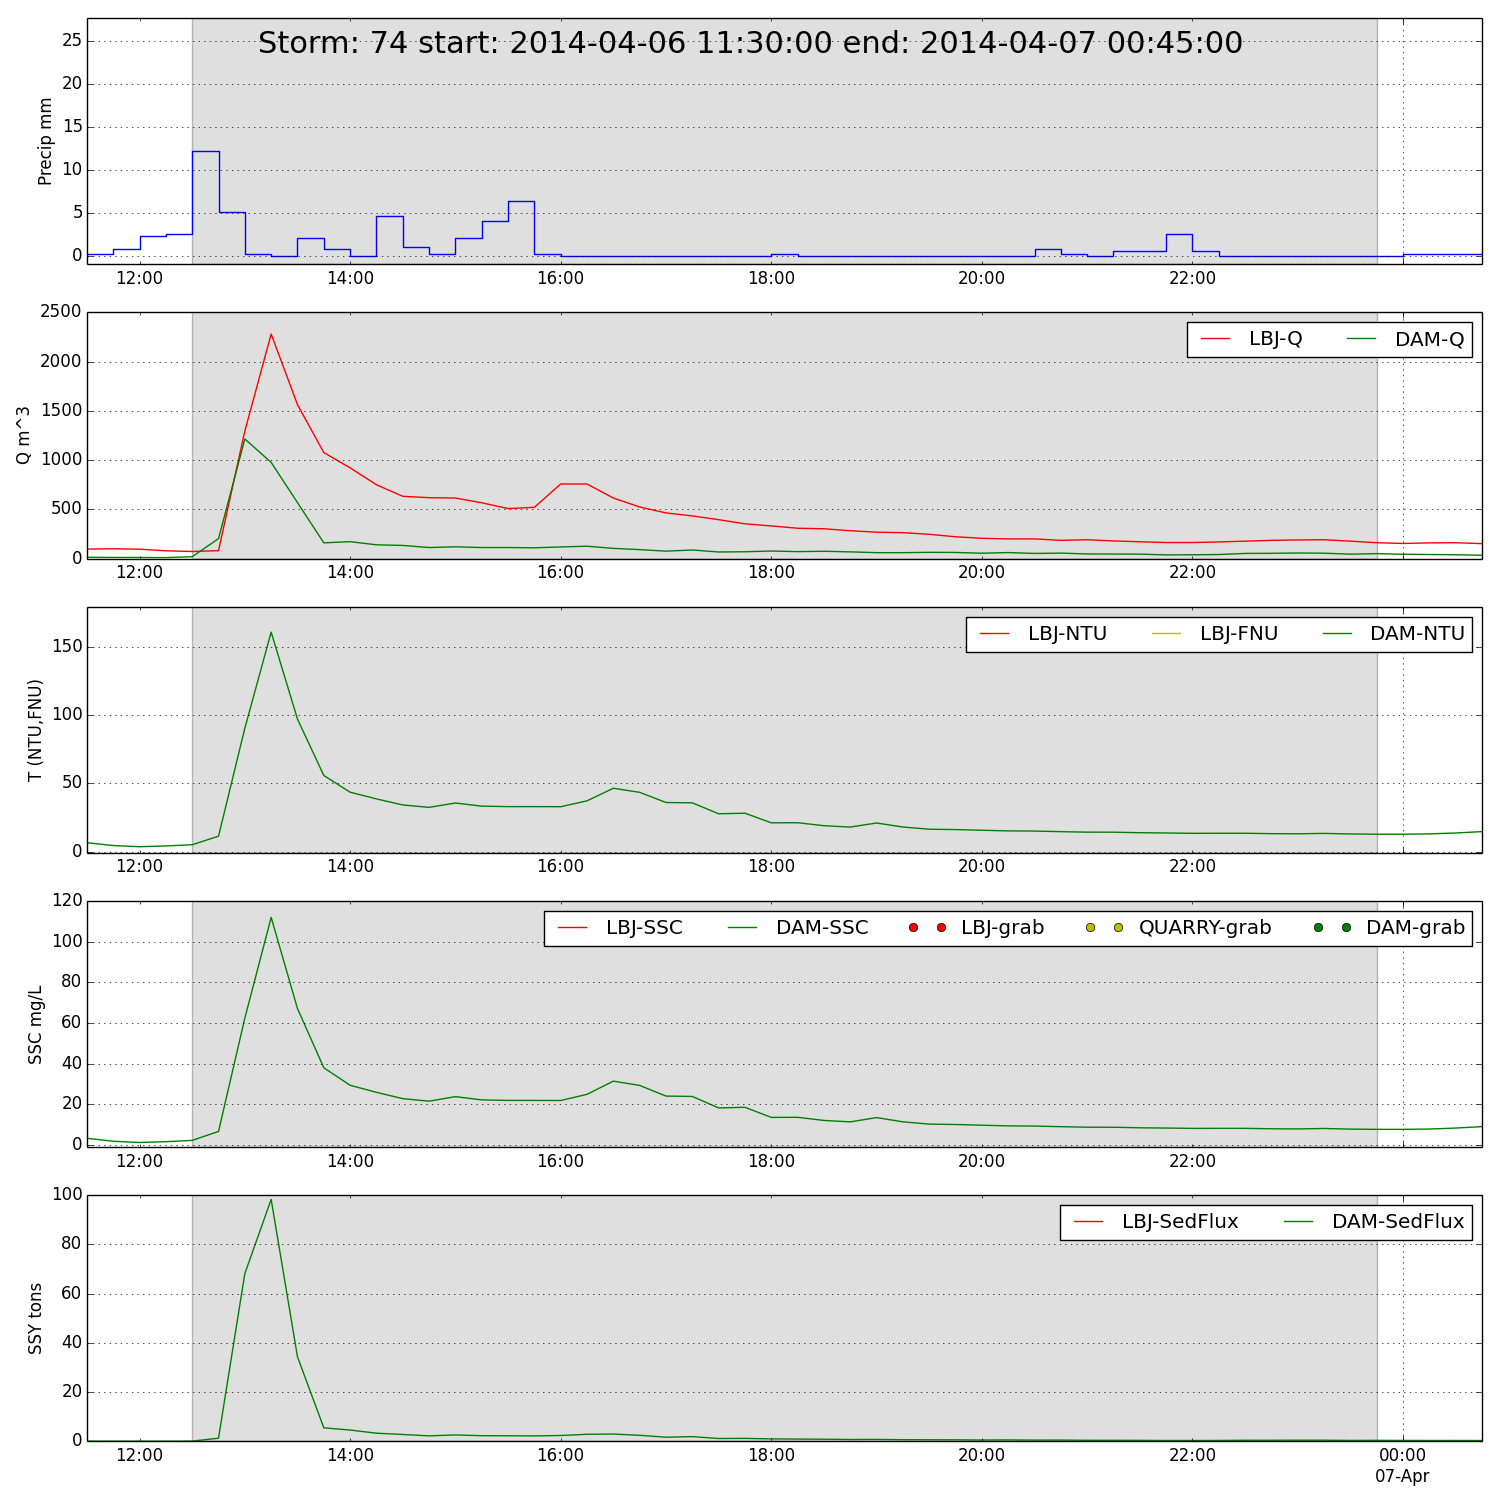 Storm: 74 start: 2014-04-06 11:30:00 end: 2014-04-07 00:45:00
Precip mm
25
20
15
10
5
0
12:00 14:00 16:00 18:00 20:00 22:00
Q m^3
2500
2000
1500
1000
500
0
LBJ-Q DAM-Q
12:00 14:00 16:00 18:00 20:00 22:00
T (NTU,FNU)
150
100
50
0
LBJ-NTU LBJ-FNU DAM-NTU
12:00 14:00 16:00 18:00 20:00 22:00
SSC mg/L
120
100
80
60
40
20
0
LBJ-SSC DAM-SSC LBJ-grab QUARRY-grab DAM-grab
12:00 14:00 16:00 18:00 20:00 22:00
SSY tons
100
80
60
40
20
0
LBJ-SedFlux DAM-SedFlux
12:00 14:00 16:00 18:00 20:00 22:00 00:00
07-Apr